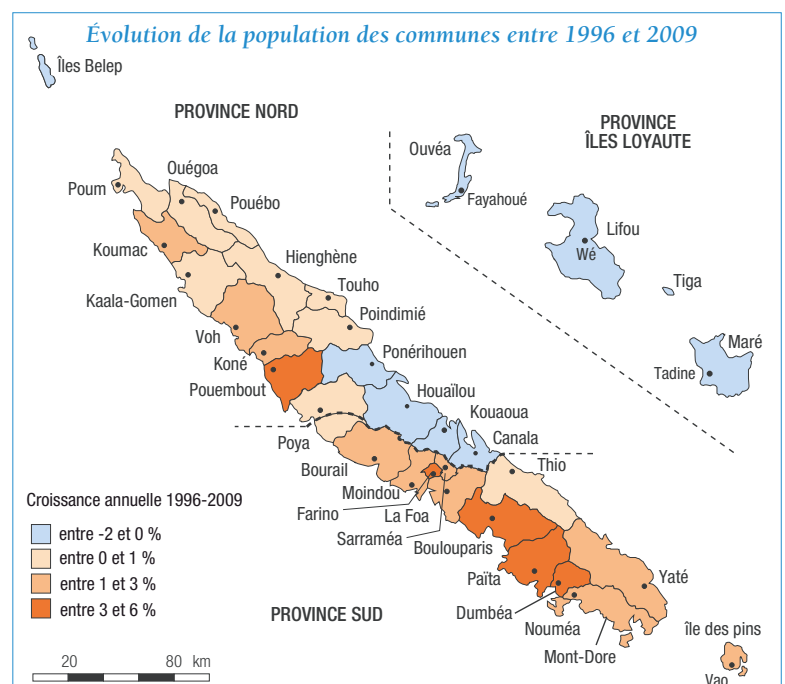 Évolution de la population des communes entre 1996 et 2009
Îles Belep
PROVINCE NORD
PROVINCE
ÎLES LOYAUTE
Ouvéa
Fayahoué
Lifou
Wé
Tiga
Maré
Tadine
Ouégoa
Poum
Pouébo
Koumac
Hienghène
Kaala-Gomen
Touho
Poindimié
Voh
Koné
Ponérihouen
Pouembout
Houaïlou
Kouaoua
Poya
Canala
Bourail
Thio
Moindou
Farino
La Foa
Sarraméa
Boulouparis
Païta
Yaté
Dumbéa
Nouméa
Mont-Dore
île des pins
Vao
PROVINCE SUD
Croissance annuelle 1996-2009
entre -2 et 0 %
entre 0 et 1 %
entre 1 et 3 %
entre 3 et 6 %
20 80 km